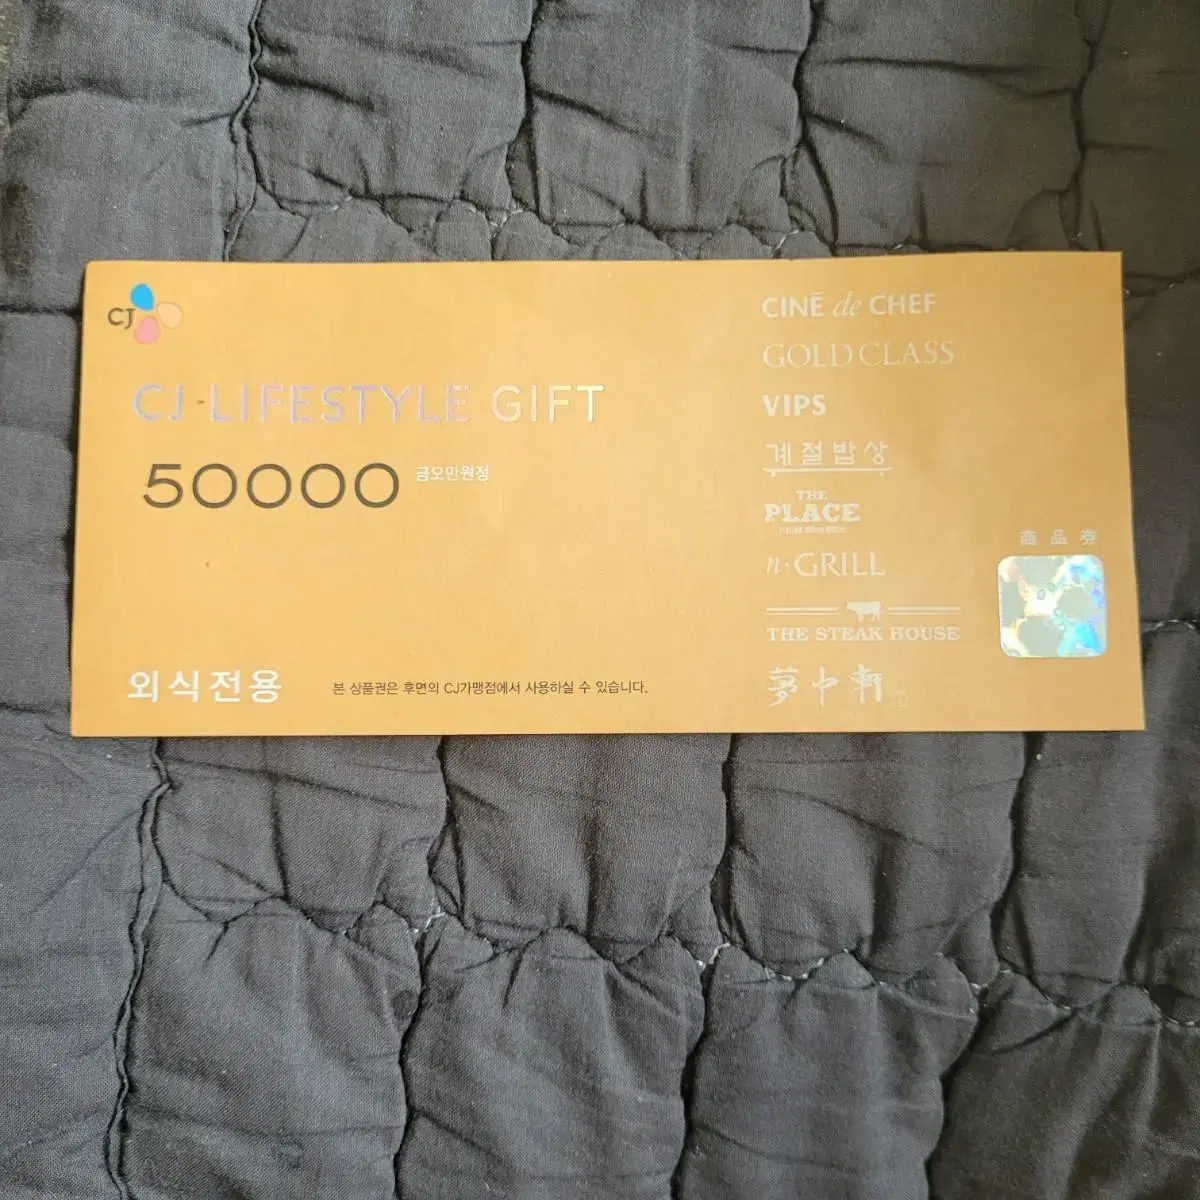 CJ
CJ LIFESTYLE GIFT
50000 금오만원정
외식전용
본 상품권은 후면의 CJ가맹점에서 사용하실 수 있습니다.
CINÉ de CHEF
GOLD CLASS
VIPS
계절밥상
THE
PLACE
n·GRILL
THE STEAK HOUSE
夢中軒
商品券